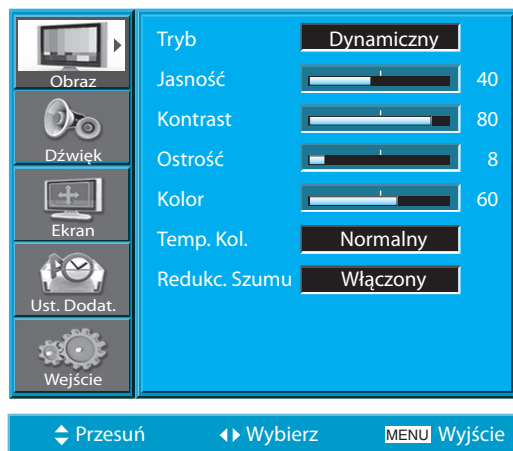 Obraz
Dźwięk
Ekran
Ust. Dodat.
Wejście
Tryb Dynamiczny
Jasność 40
Kontrast 80
Ostrość 8
Kolor 60
Temp. Kol. Normalny
Redukc. Szumu Włączony
Przesuń Wybierz MENU Wyjście